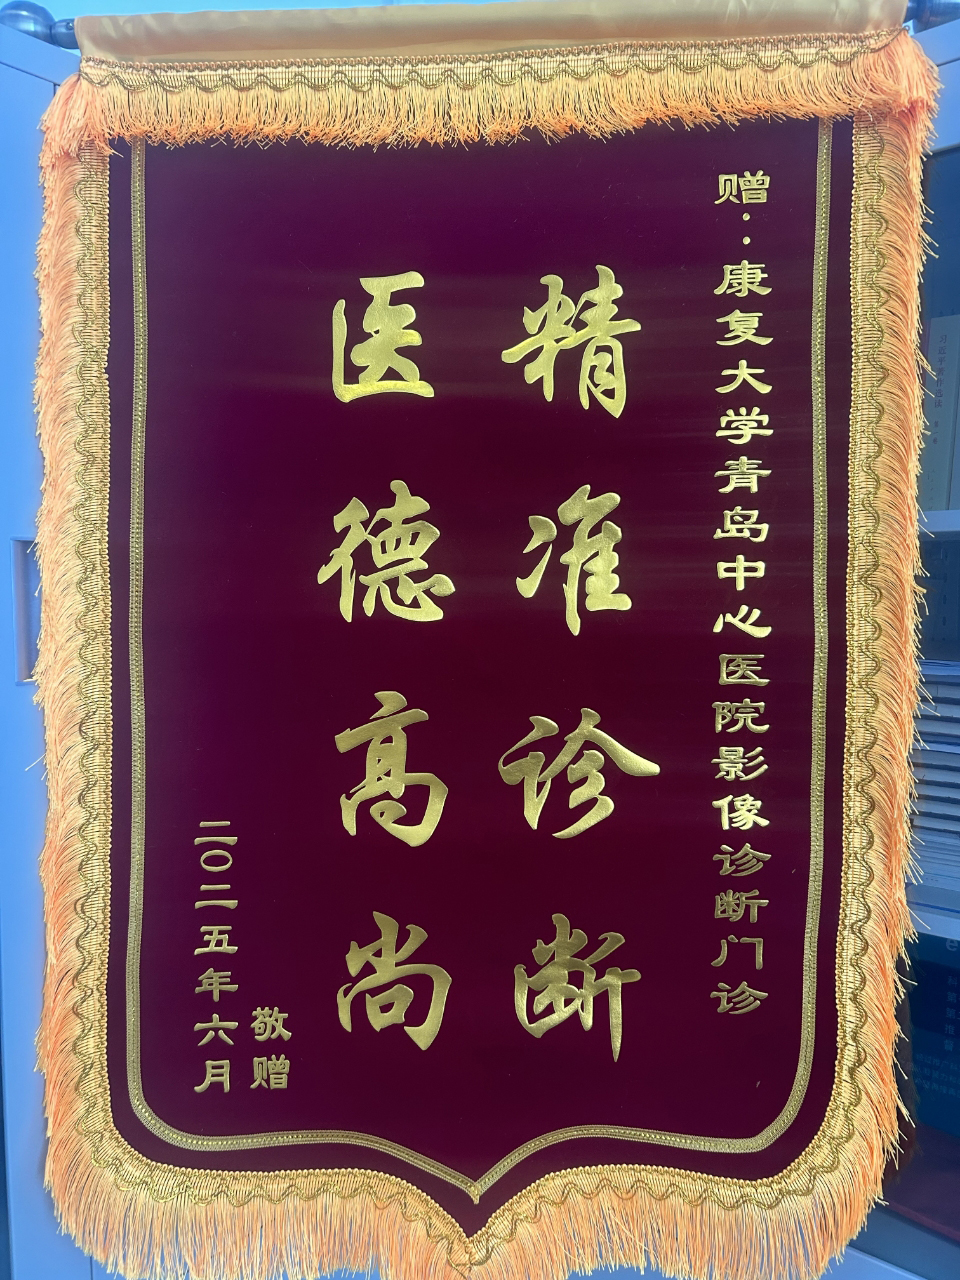 赠：康复大学青岛中心医院影像诊断门诊
精准诊断
医德高尚
敬赠
二〇二五年六月